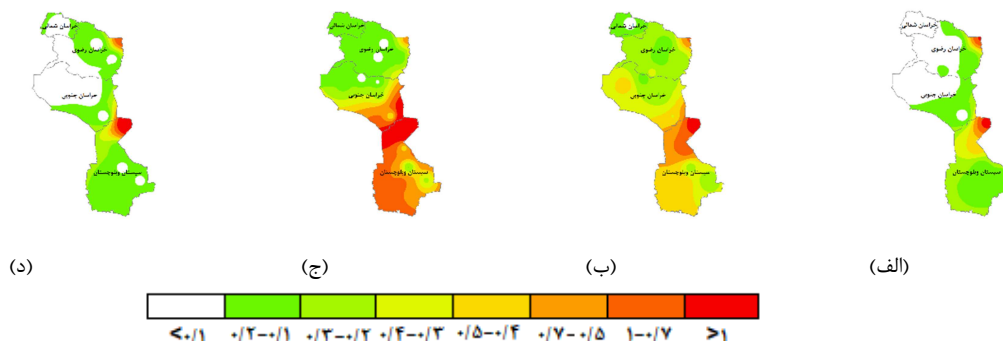 خراسان شمالی
خراسان رضوی
خراسان جنوبی
سیستان وبلوچستان
(الف)
خراسان شمالی
خراسان رضوی
خراسان جنوبی
سیستان وبلوچستان
(ب)
خراسان شمالی
خراسان رضوی
خراسان جنوبی
سیستان وبلوچستان
(ج)
خراسان شمالی
خراسان رضوی
خراسان جنوبی
سیستان وبلوچستان
(د)
<۰/۱ ۰/۲-۰/۱ ۰/۳-۰/۲ ۰/۴-۰/۳ ۰/۵-۰/۴ ۰/۷-۰/۵ ۱-۰/۷ >۱